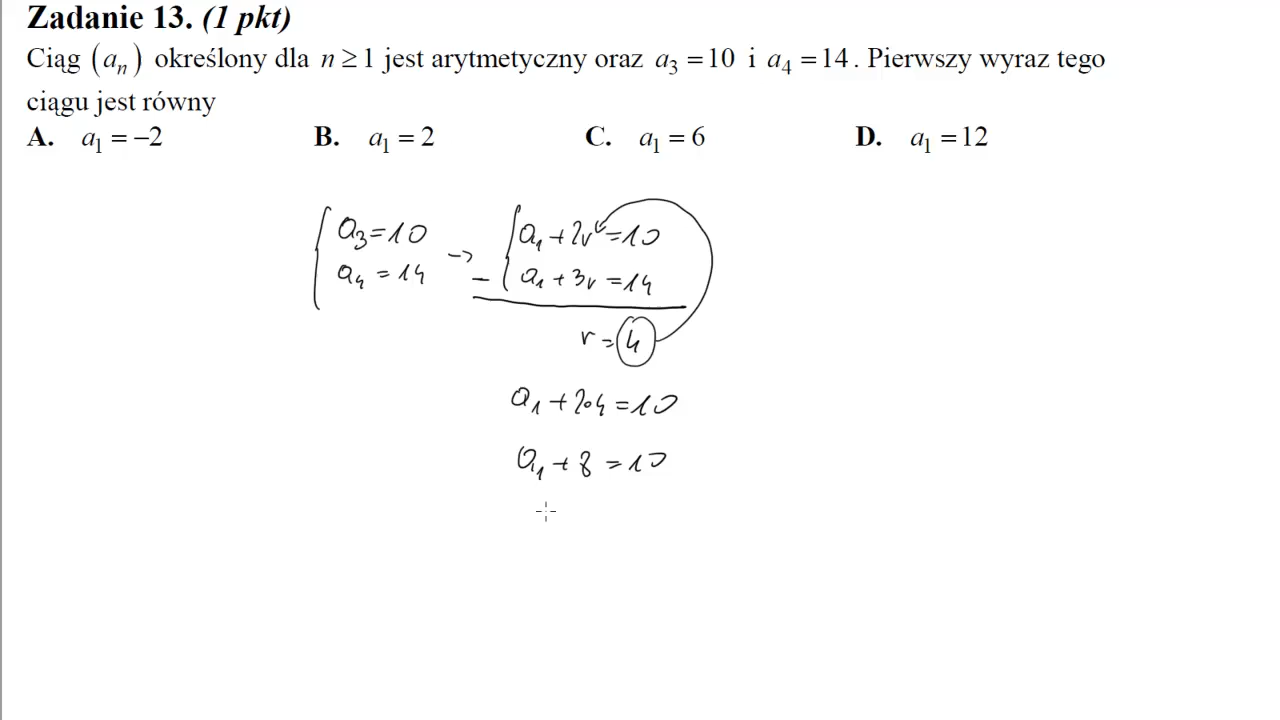 Zadanie 13. (1 pkt)
Ciąg (aₙ) określony dla n ≥ 1 jest arytmetyczny oraz a₃ = 10 i a₄ = 14. Pierwszy wyraz tego
ciągu jest równy
A. a₁ = −2 B. a₁ = 2 C. a₁ = 6 D. a₁ = 12
a₃ = 10 → a₁ + 2r = 10
a₄ = 14 − a₁ + 3r = 14
r = 4
a₁ + 2·4 = 10
a₁ + 8 = 10